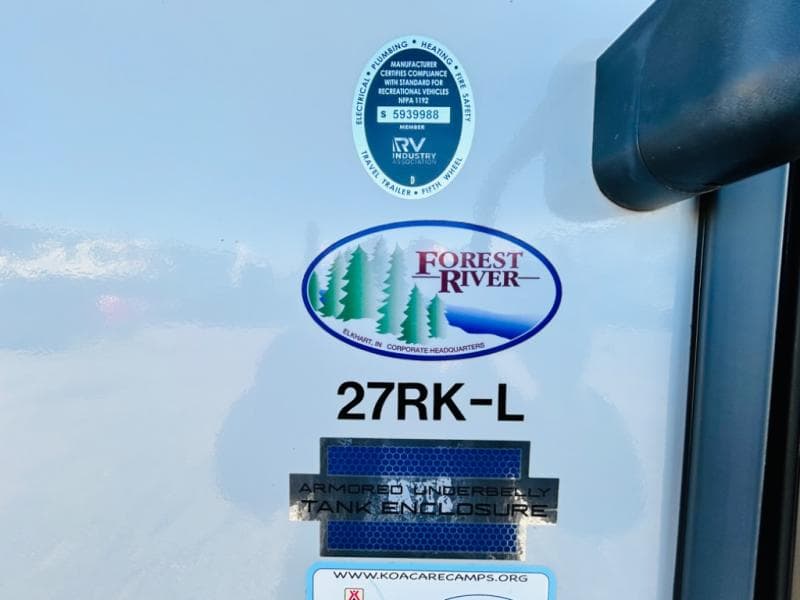 ELECTRICAL • PLUMBING • HEATING • FIRE SAFETY
MANUFACTURER
CERTIFIES COMPLIANCE
WITH STANDARD FOR
RECREATIONAL VEHICLES
NFPA 1192
S 5939988
MEMBER
RV
INDUSTRY
ASSOCIATION
D
TRAVEL TRAILER • FIFTH WHEEL
FOREST
RIVER
ELKHART, IN CORPORATE HEADQUARTERS
27RK-L
ARMORED UNDERBELLY
TANK ENCLOSURE
WWW.KOACARECAMPS.ORG